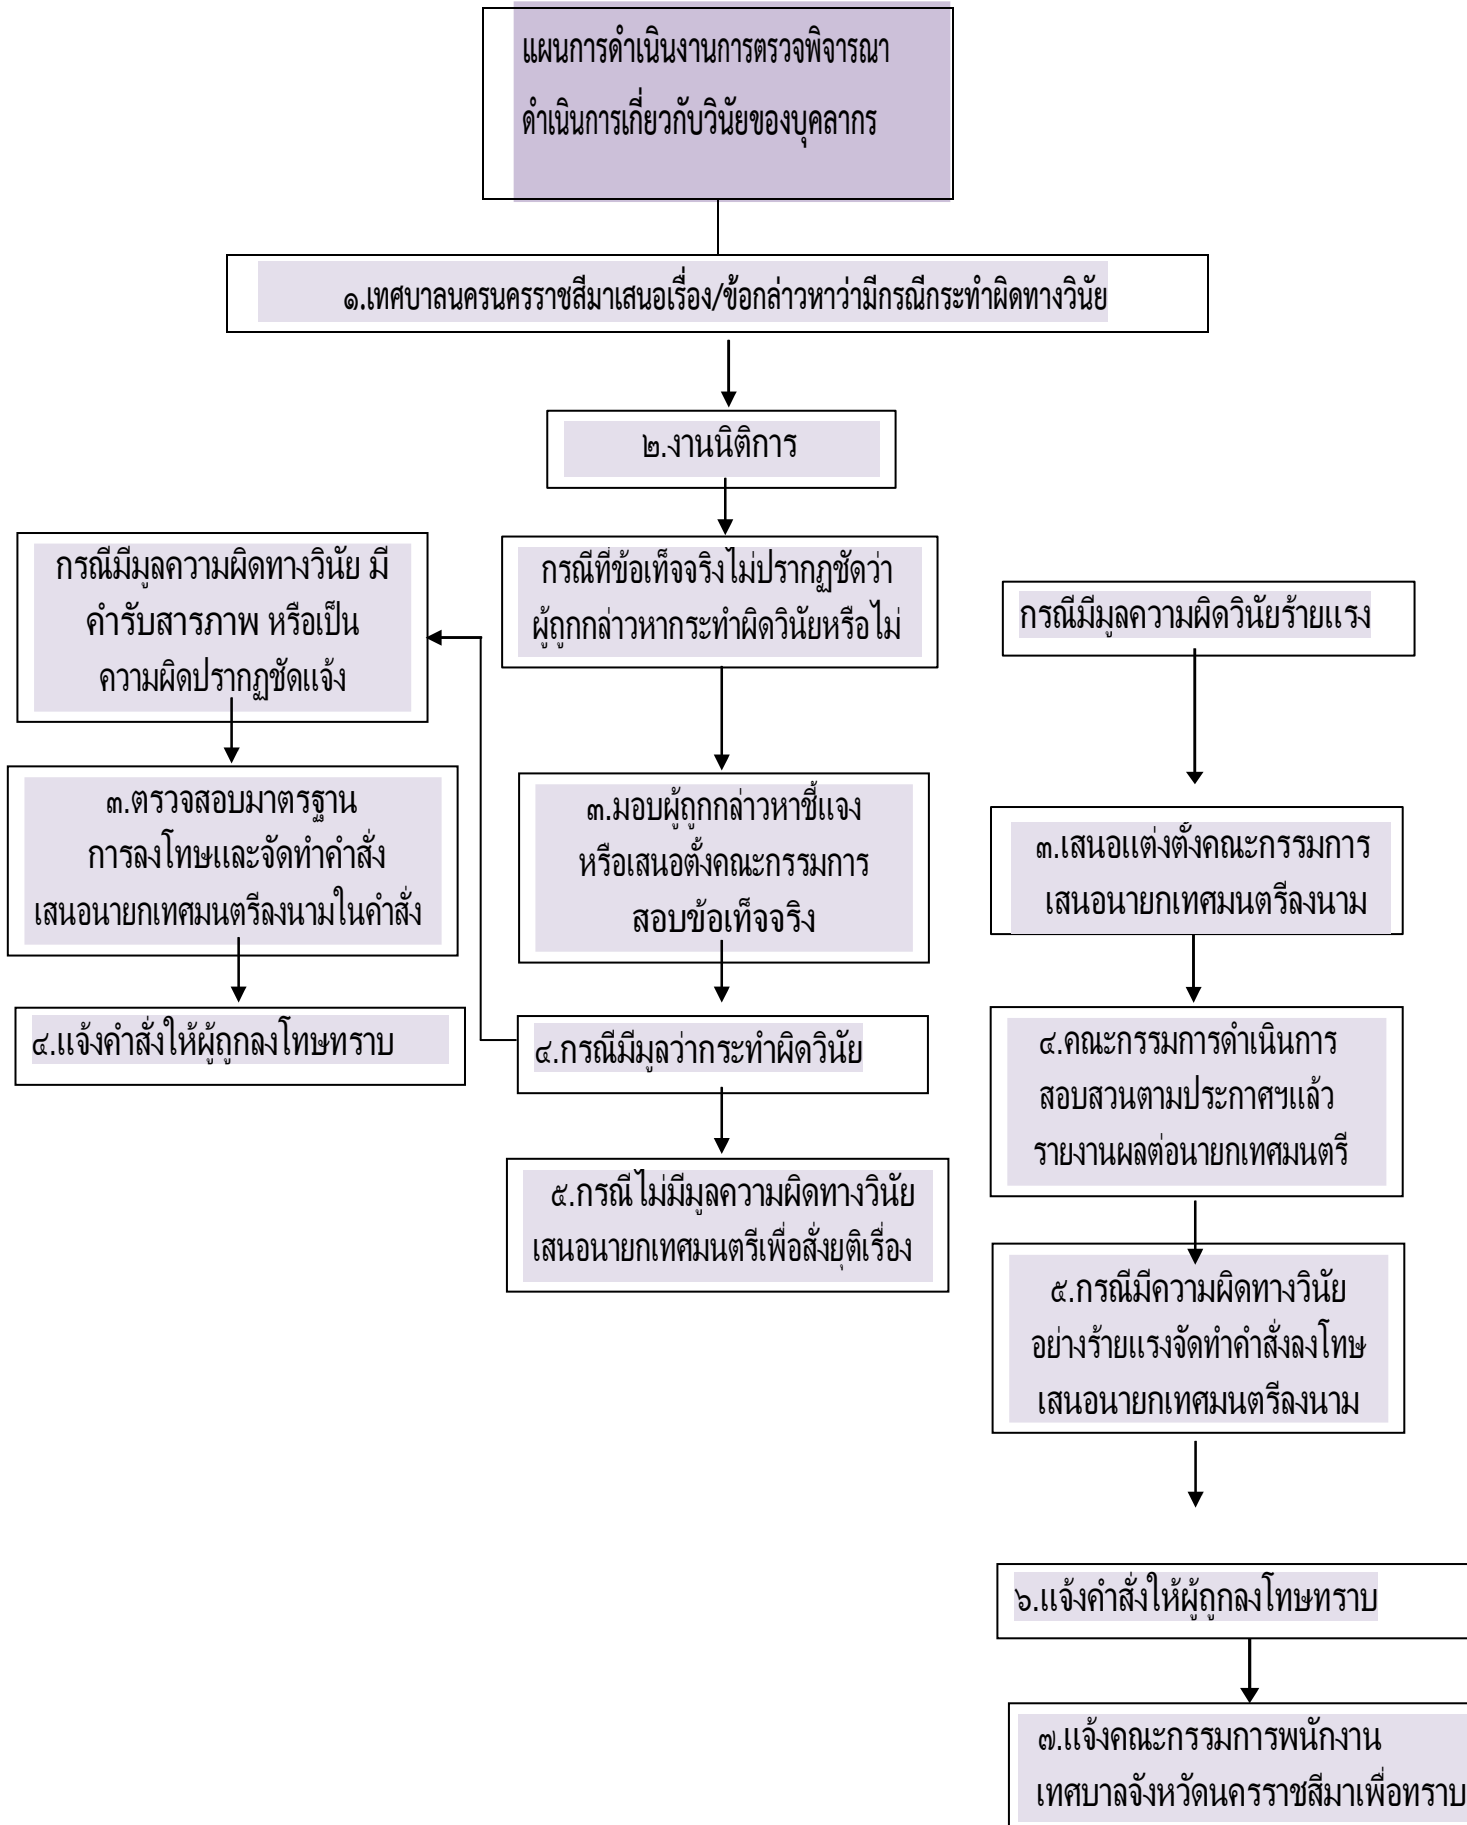 แผนการดำเนินงานการตรวจพิจารณา
ดำเนินการเกี่ยวกับวินัยของบุคลากร
๑.เทศบาลนครนครราชสีมาเสนอเรื่อง/ข้อกล่าวหาว่ามีกรณีกระทำผิดทางวินัย
๒.งานนิติการ
กรณีมีมูลความผิดทางวินัย มี
คำรับสารภาพ หรือเป็น
ความผิดปรากฏชัดแจ้ง
๓.ตรวจสอบมาตรฐาน
การลงโทษและจัดทำคำสั่ง
เสนอนายกเทศมนตรีลงนามในคำสั่ง
๔.แจ้งคำสั่งให้ผู้ถูกลงโทษทราบ
กรณีที่ข้อเท็จจริงไม่ปรากฏชัดว่า
ผู้ถูกกล่าวหากระทำผิดวินัยหรือไม่
๓.มอบผู้ถูกกล่าวหาชี้แจง
หรือเสนอตั้งคณะกรรมการ
สอบข้อเท็จจริง
๔.กรณีมีมูลว่ากระทำผิดวินัย
๕.กรณีไม่มีมูลความผิดทางวินัย
เสนอนายกเทศมนตรีเพื่อสั่งยุติเรื่อง
กรณีมีมูลความผิดวินัยร้ายแรง
๓.เสนอแต่งตั้งคณะกรรมการ
เสนอนายกเทศมนตรีลงนาม
๔.คณะกรรมการดำเนินการ
สอบสวนตามประกาศฯแล้ว
รายงานผลต่อนายกเทศมนตรี
๕.กรณีมีความผิดทางวินัย
อย่างร้ายแรงจัดทำคำสั่งลงโทษ
เสนอนายกเทศมนตรีลงนาม
๖.แจ้งคำสั่งให้ผู้ถูกลงโทษทราบ
๗.แจ้งคณะกรรมการพนักงาน
เทศบาลจังหวัดนครราชสีมาเพื่อทราบ